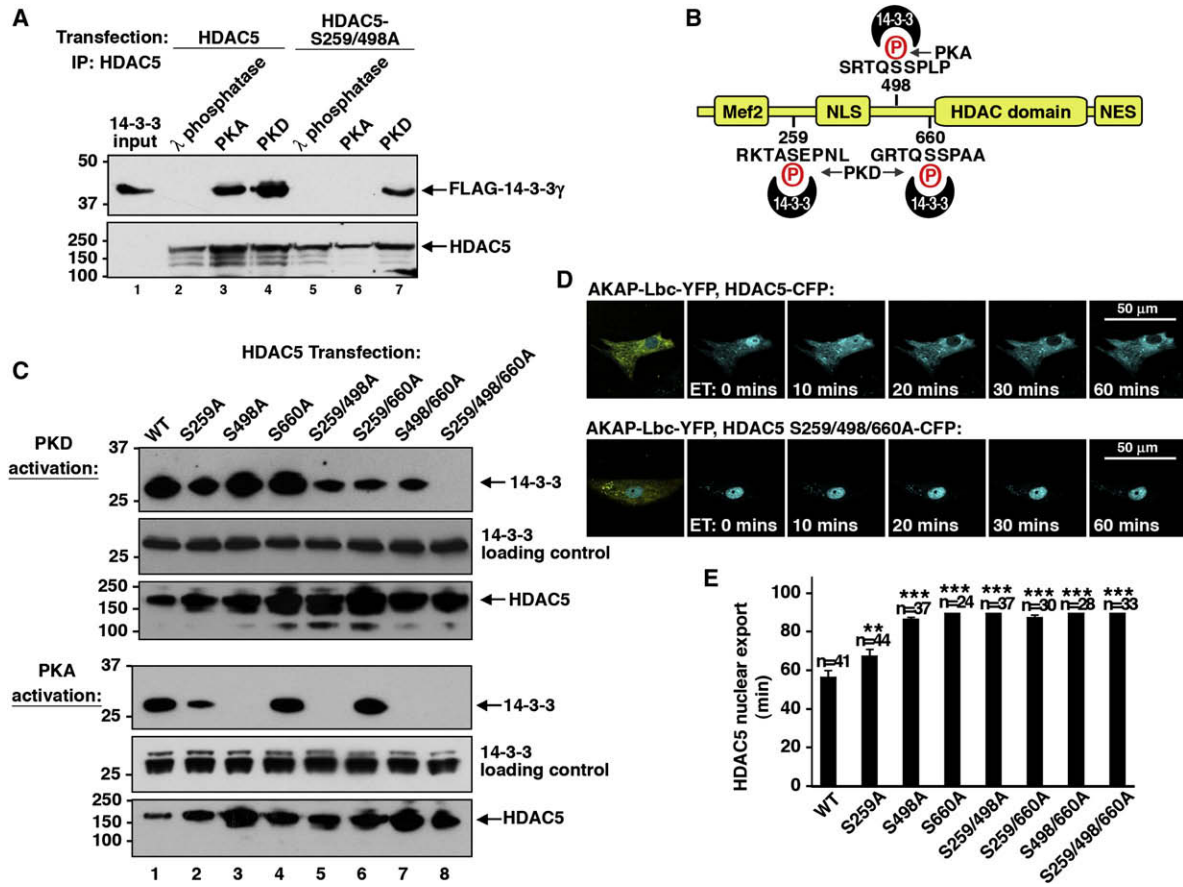 A
Transfection: HDAC5 HDAC5-S259/498A
IP: HDAC5
14-3-3 input
λ phosphatase
PKA
PKD
λ phosphatase
PKA
PKD
50
37
FLAG-14-3-3γ
250
150
100
HDAC5
1 2 3 4 5 6 7
B
14-3-3
P
PKA
SRTQSSPLP
498
Mef2 NLS HDAC domain NES
259 660
RKTASEPNL GRTQSSPAA
P PKD P
14-3-3 14-3-3
C
HDAC5 Transfection:
WT
S259A
S498A
S660A
S259/498A
S259/660A
S498/660A
S259/498/660A
PKD activation:
37
25
14-3-3
25
14-3-3 loading control
250
150
100
HDAC5
PKA activation:
37
25
14-3-3
25
14-3-3 loading control
250
150
100
HDAC5
1 2 3 4 5 6 7 8
D
AKAP-Lbc-YFP, HDAC5-CFP:
50 μm
ET: 0 mins 10 mins 20 mins 30 mins 60 mins
AKAP-Lbc-YFP, HDAC5 S259/498/660A-CFP:
50 μm
ET: 0 mins 10 mins 20 mins 30 mins 60 mins
E
HDAC5 nuclear export (min)
100
80
60
40
20
0
n=41
**
n=44
***
n=37
***
n=24
***
n=37
***
n=30
***
n=28
***
n=33
WT
S259A
S498A
S660A
S259/498A
S259/660A
S498/660A
S259/498/660A